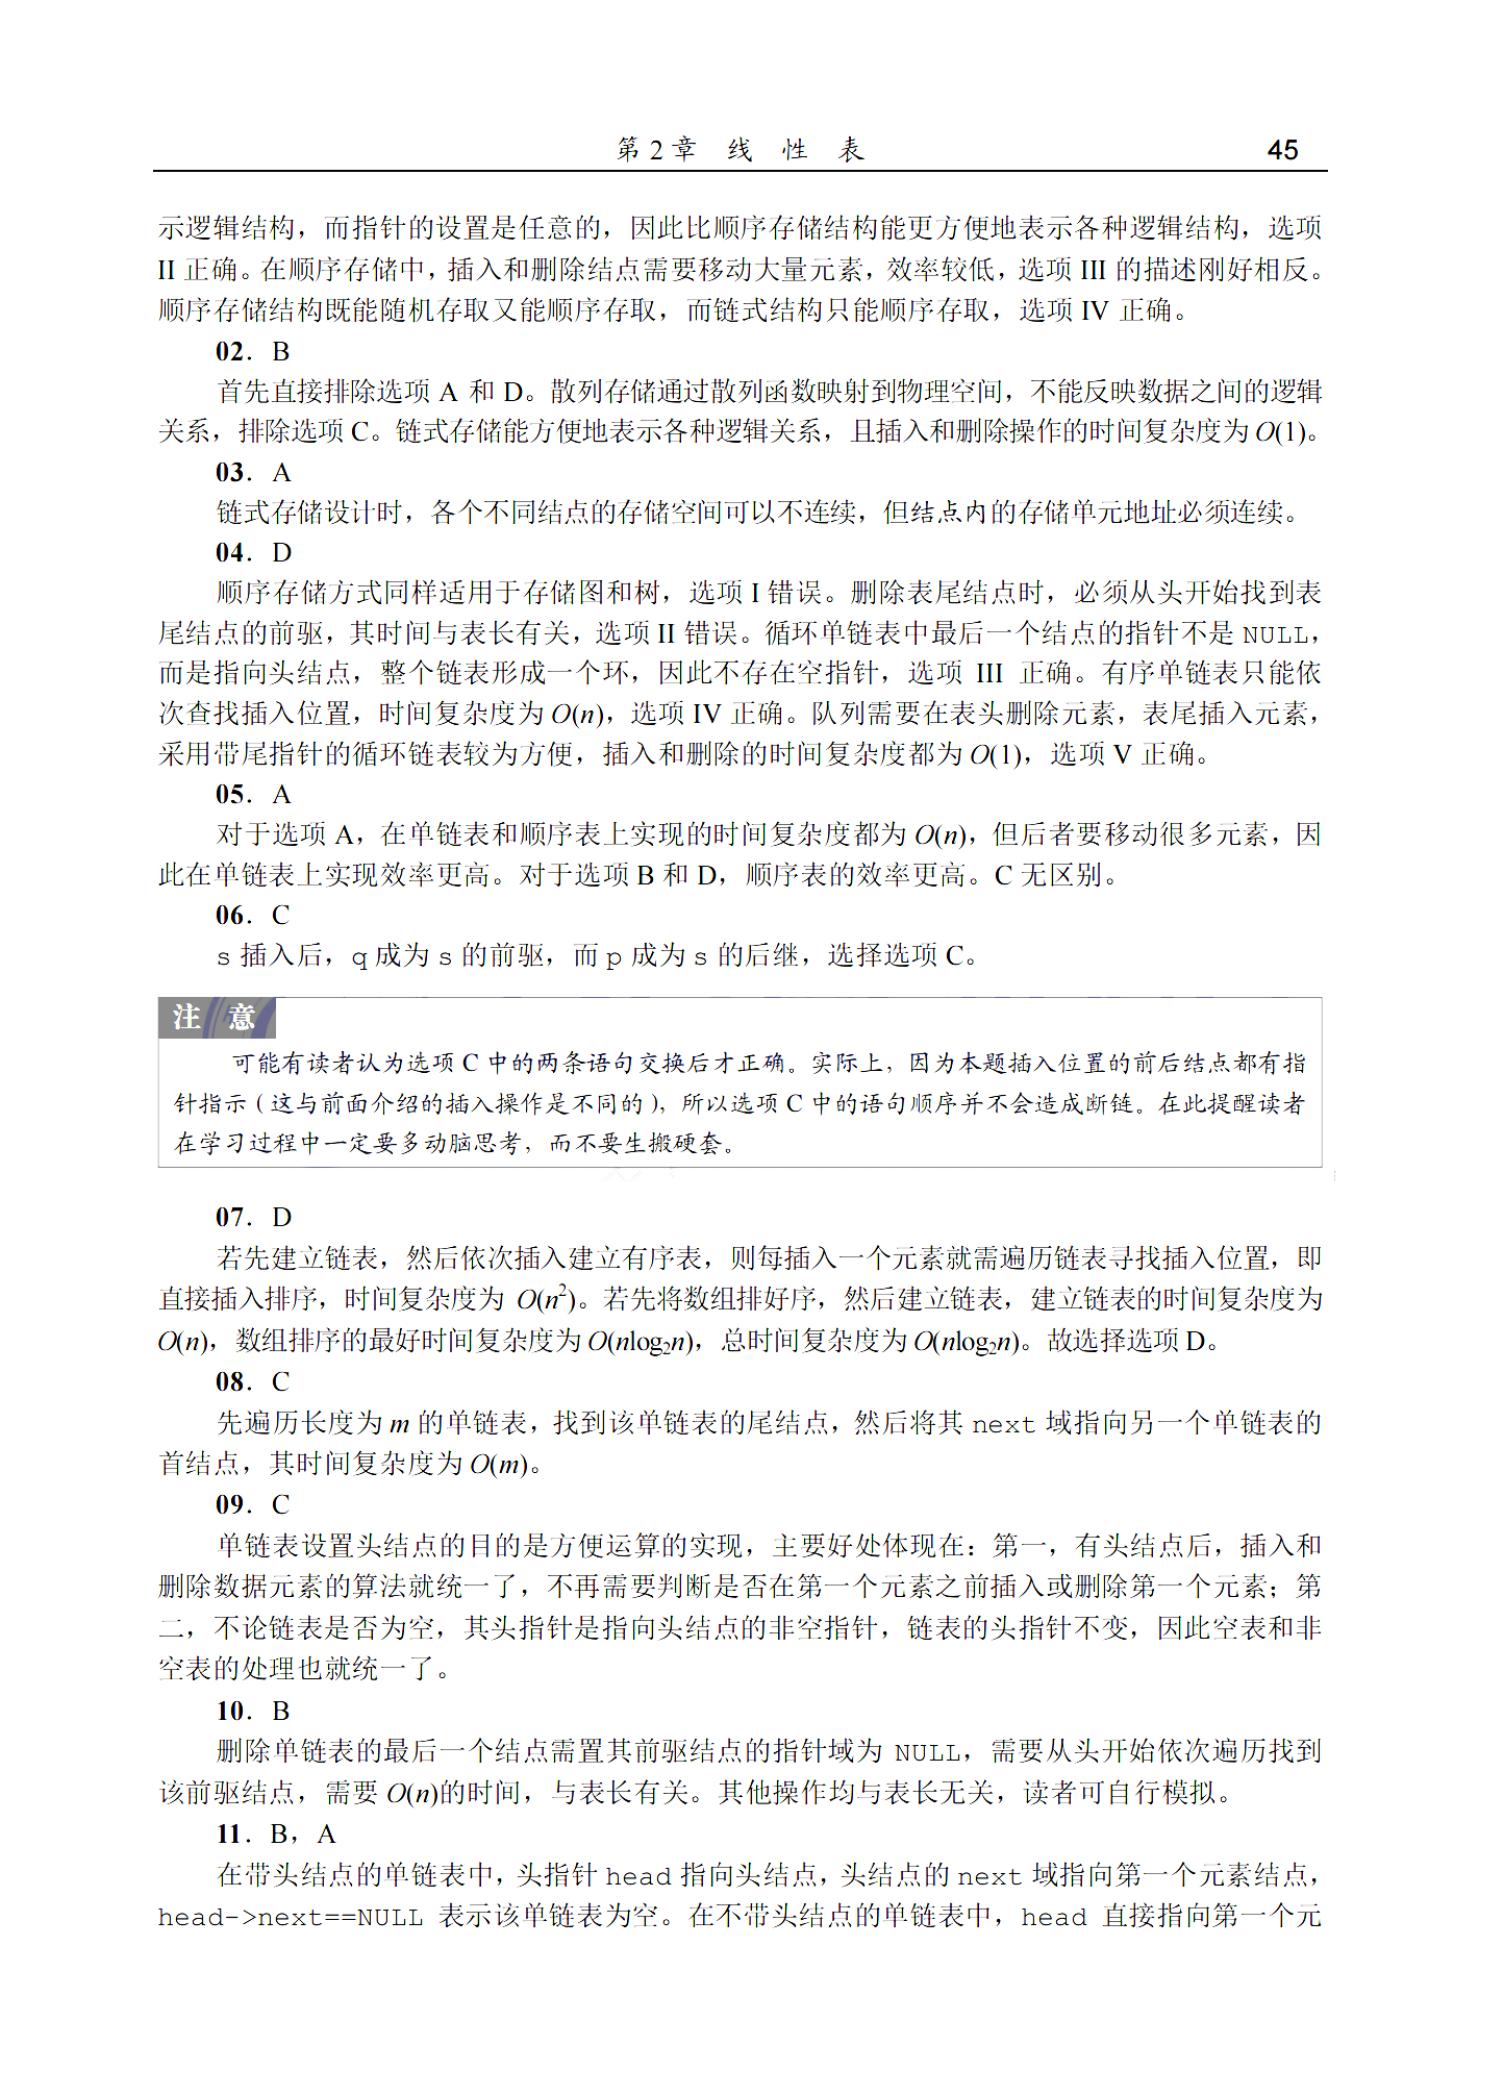 第 2 章 线 性 表 45
示逻辑结构，而指针的设置是任意的，因此比顺序存储结构能更方便地表示各种逻辑结构，选项
II 正确。在顺序存储中，插入和删除结点需要移动大量元素，效率较低，选项 III 的描述刚好相反。
顺序存储结构既能随机存取又能顺序存取，而链式结构只能顺序存取，选项 IV 正确。
02．B
首先直接排除选项 A 和 D。散列存储通过散列函数映射到物理空间，不能反映数据之间的逻辑
关系，排除选项 C。链式存储能方便地表示各种逻辑关系，且插入和删除操作的时间复杂度为 O(1)。
03．A
链式存储设计时，各个不同结点的存储空间可以不连续，但结点内的存储单元地址必须连续。
04．D
顺序存储方式同样适用于存储图和树，选项 I 错误。删除表尾结点时，必须从头开始找到表
尾结点的前驱，其时间与表长有关，选项 II 错误。循环单链表中最后一个结点的指针不是 NULL，
而是指向头结点，整个链表形成一个环，因此不存在空指针，选项 III 正确。有序单链表只能依
次查找插入位置，时间复杂度为 O(n)，选项 IV 正确。队列需要在表头删除元素，表尾插入元素，
采用带尾指针的循环链表较为方便，插入和删除的时间复杂度都为 O(1)，选项 V 正确。
05．A
对于选项 A，在单链表和顺序表上实现的时间复杂度都为 O(n)，但后者要移动很多元素，因
此在单链表上实现效率更高。对于选项 B 和 D，顺序表的效率更高。C 无区别。
06．C
s 插入后，q 成为 s 的前驱，而 p 成为 s 的后继，选择选项 C。
注 意
可能有读者认为选项 C 中的两条语句交换后才正确。实际上，因为本题插入位置的前后结点都有指
针指示（这与前面介绍的插入操作是不同的），所以选项 C 中的语句顺序并不会造成断链。在此提醒读者
在学习过程中一定要多动脑思考，而不要生搬硬套。
07．D
若先建立链表，然后依次插入建立有序表，则每插入一个元素就需遍历链表寻找插入位置，即
直接插入排序，时间复杂度为 O(n²)。若先将数组排好序，然后建立链表，建立链表的时间复杂度为
O(n)，数组排序的最好时间复杂度为 O(nlog₂n)，总时间复杂度为 O(nlog₂n)。故选择选项 D。
08．C
先遍历长度为 m 的单链表，找到该单链表的尾结点，然后将其 next 域指向另一个单链表的
首结点，其时间复杂度为 O(m)。
09．C
单链表设置头结点的目的是方便运算的实现，主要好处体现在：第一，有头结点后，插入和
删除数据元素的算法就统一了，不再需要判断是否在第一个元素之前插入或删除第一个元素；第
二，不论链表是否为空，其头指针是指向头结点的非空指针，链表的头指针不变，因此空表和非
空表的处理也就统一了。
10．B
删除单链表的最后一个结点需置其前驱结点的指针域为 NULL，需要从头开始依次遍历找到
该前驱结点，需要 O(n)的时间，与表长有关。其他操作均与表长无关，读者可自行模拟。
11．B，A
在带头结点的单链表中，头指针 head 指向头结点，头结点的 next 域指向第一个元素结点，
head->next==NULL 表示该单链表为空。在不带头结点的单链表中，head 直接指向第一个元